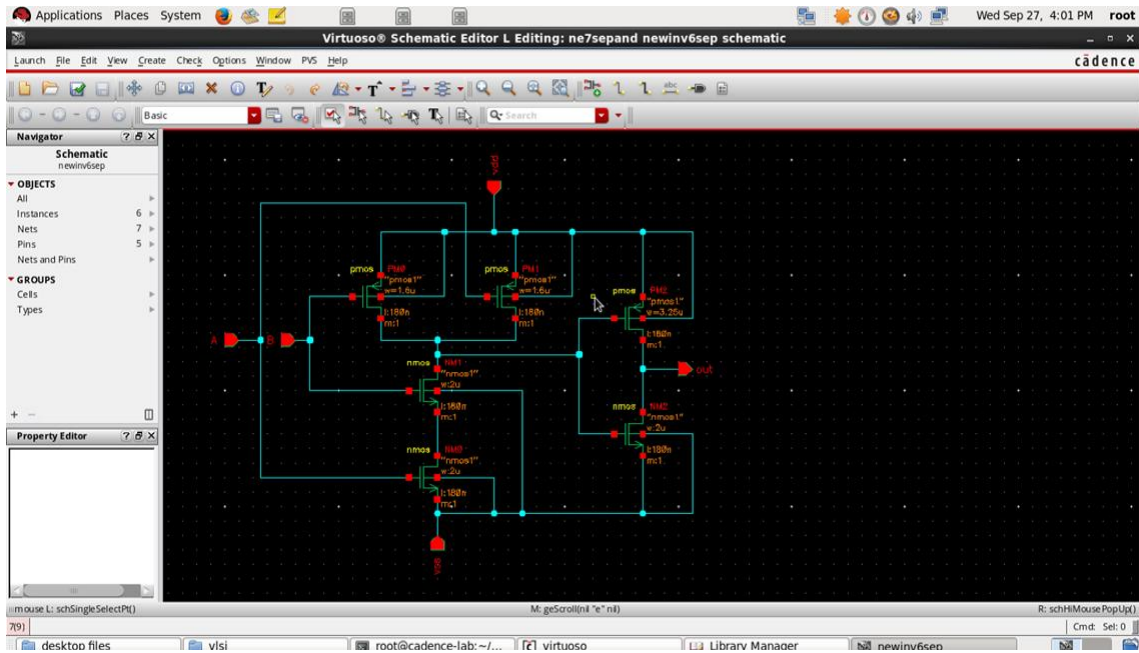 Applications Places System Wed Sep 27, 4:01 PM root
Virtuoso® Schematic Editor L Editing: ne7sepand newinv6sep schematic
Launch File Edit View Create Check Options Window PVS Help cādence
Basic Search
Navigator ? X
Schematic
newinv6sep
OBJECTS
All
Instances 6
Nets 7
Pins 5
Nets and Pins
GROUPS
Cells
Types
Property Editor ? X
vdd
pmos PM0
"pmos1"
w=1.6u
l:180n
m:1
pmos PM1
"pmos1"
w=1.6u
l:180n
m:1
pmos PM2
"pmos1"
w=3.25u
l:180n
m:1
A B
nmos NM1
"nmos1"
w:2u
l:180n
m:1
out
nmos NM2
"nmos1"
w:2u
l:180n
m:1
nmos NM0
"nmos1"
w:2u
l:180n
m:1
vss
mouse L: schSingleSelectPt() M: geScroll(nil "e" nil) R: schHiMousePopUp()
7(9) Cmd: Sel: 0
desktop files vlsi root@cadence-lab:~/... virtuoso Library Manager newinv6sep